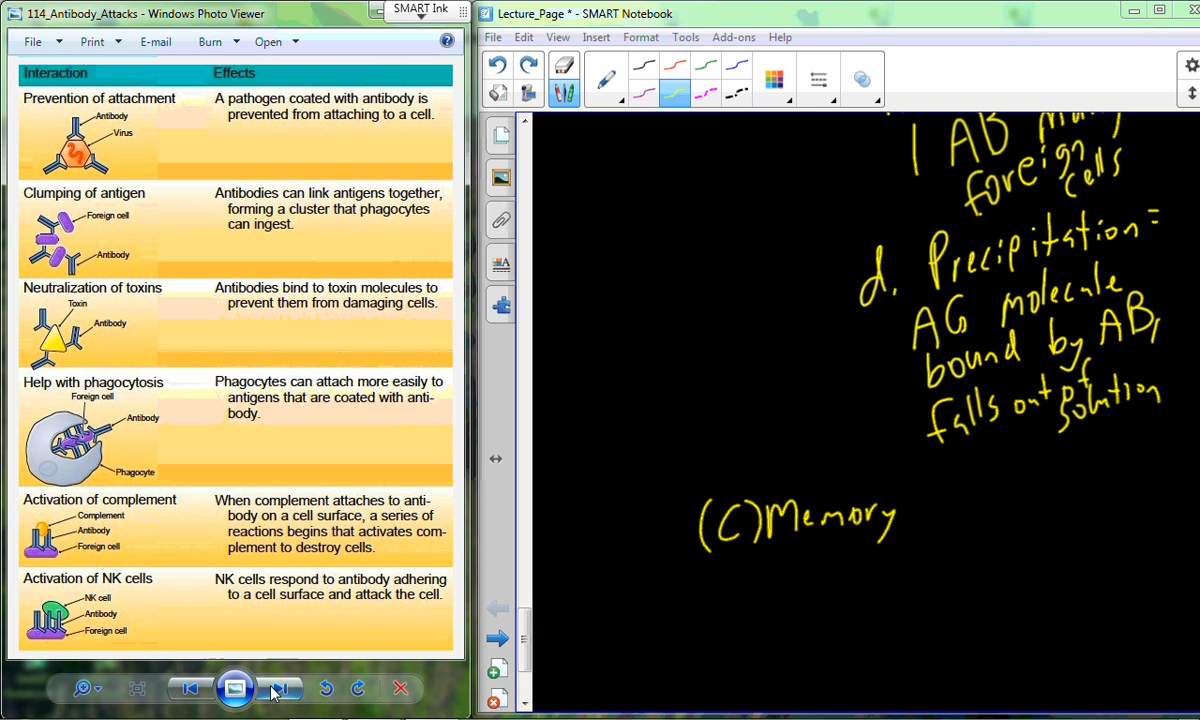 114_Antibody_Attacks - Windows Photo Viewer
SMART Ink
File Print E-mail Burn Open
Interaction Effects
Prevention of attachment
Antibody
Virus
A pathogen coated with antibody is
prevented from attaching to a cell.
Clumping of antigen
Foreign cell
Antibody
Antibodies can link antigens together,
forming a cluster that phagocytes
can ingest.
Neutralization of toxins
Toxin
Antibody
Antibodies bind to toxin molecules to
prevent them from damaging cells.
Help with phagocytosis
Foreign cell
Antibody
Phagocyte
Phagocytes can attach more easily to
antigens that are coated with anti-
body.
Activation of complement
Complement
Antibody
Foreign cell
When complement attaches to anti-
body on a cell surface, a series of
reactions begins that activates com-
plement to destroy cells.
Activation of NK cells
NK cell
Antibody
Foreign cell
NK cells respond to antibody adhering
to a cell surface and attack the cell.
Lecture_Page * - SMART Notebook
File Edit View Insert Format Tools Add-ons Help
1 AB many
foreign
cells
d. Precipitation =
AG molecule
bound by AB,
falls out of
solution
(C) Memory